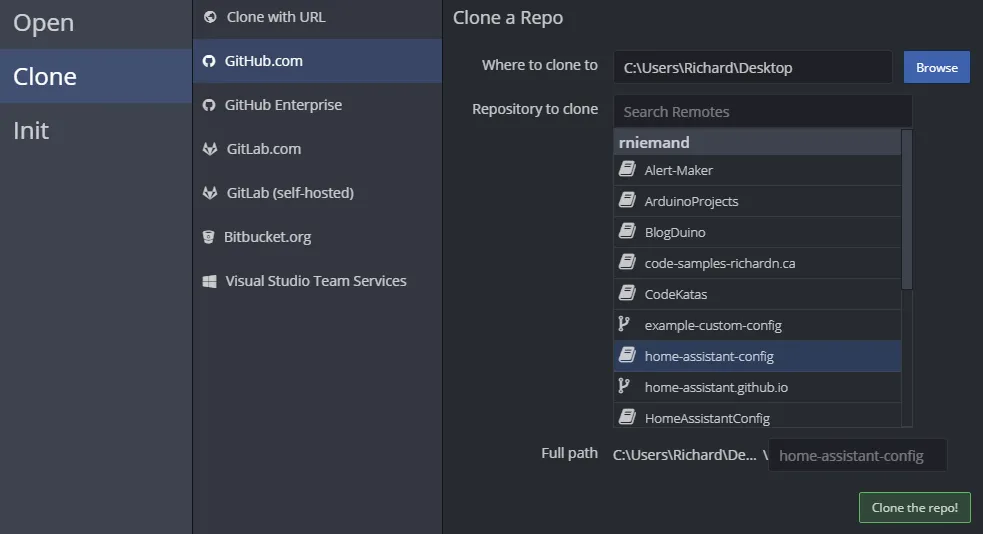 Open
Clone
Init
Clone with URL
GitHub.com
GitHub Enterprise
GitLab.com
GitLab (self-hosted)
Bitbucket.org
Visual Studio Team Services
Clone a Repo
Where to clone to C:\Users\Richard\Desktop Browse
Repository to clone Search Remotes
rniemand
Alert-Maker
ArduinoProjects
BlogDuino
code-samples-richardn.ca
CodeKatas
example-custom-config
home-assistant-config
home-assistant.github.io
HomeAssistantConfig
Full path C:\Users\Richard\De... \ home-assistant-config
Clone the repo!